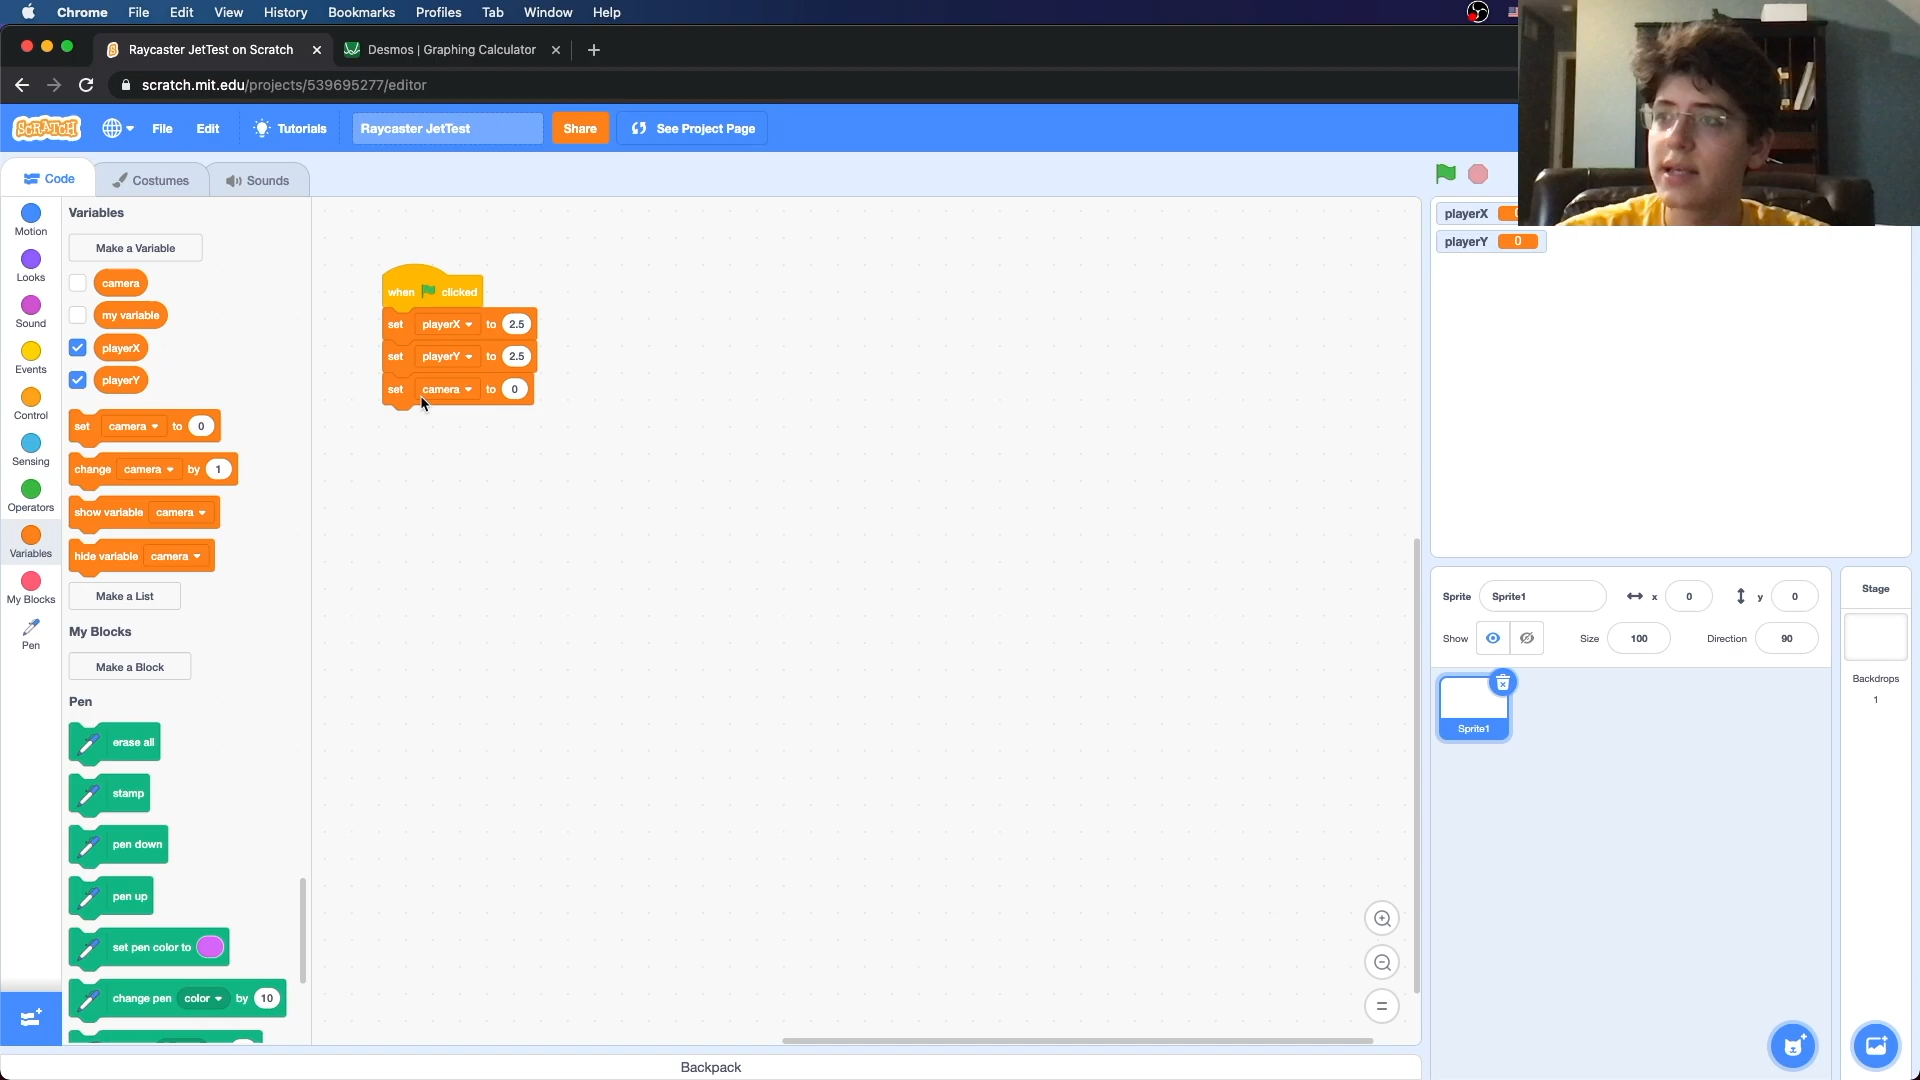 Chrome File Edit View History Bookmarks Profiles Tab Window Help
Raycaster JetTest on Scratch
Desmos | Graphing Calculator
scratch.mit.edu/projects/539695277/editor
SCRATCH
File Edit Tutorials Raycaster JetTest Share See Project Page
Code Costumes Sounds
Motion
Looks
Sound
Events
Control
Sensing
Operators
Variables
My Blocks
Pen
Variables
Make a Variable
camera
my variable
playerX
playerY
set camera to 0
change camera by 1
show variable camera
hide variable camera
Make a List
My Blocks
Make a Block
Pen
erase all
stamp
pen down
pen up
set pen color to
change pen color by 10
when clicked
set playerX to 2.5
set playerY to 2.5
set camera to 0
playerX
playerY 0
Sprite Sprite1 x 0 y 0
Show Size 100 Direction 90
Sprite1
Stage
Backdrops
1
Backpack